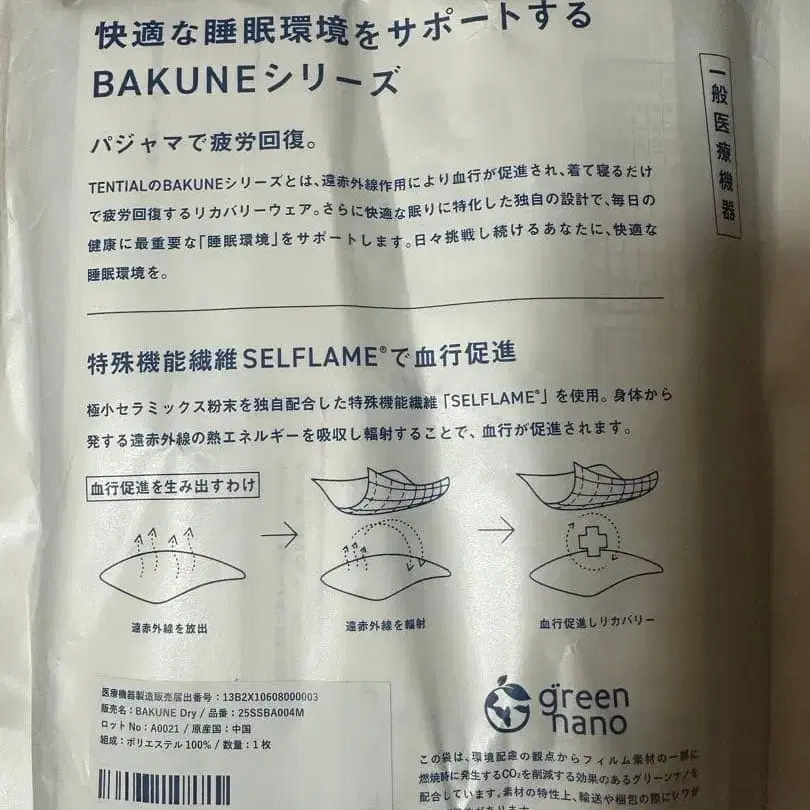 快適な睡眠環境をサポートする
BAKUNEシリーズ
一般医療機器
パジャマで疲労回復。
TENTIALのBAKUNEシリーズとは、遠赤外線作用により血行が促進され、着て寝るだけ
で疲労回復するリカバリーウェア。さらに快適な眠りに特化した独自の設計で、毎日の
健康に最重要な「睡眠環境」をサポートします。日々挑戦し続けるあなたに、快適な
睡眠環境を。
特殊機能繊維SELFLAME®で血行促進
極小セラミックス粉末を独自配合した特殊機能繊維「SELFLAME®」を使用。身体から
発する遠赤外線の熱エネルギーを吸収し輻射することで、血行が促進されます。
血行促進を生み出すわけ
遠赤外線を放出
遠赤外線を輻射
血行促進しリカバリー
医療機器製造販売届出番号：13B2X10608000003
販売名：BAKUNE Dry / 品番：25SSBA004M
ロット No：A0021 / 原産国：中国
組成：ポリエステル 100% / 数量：1 枚
green
nano
この袋は、環境配慮の観点からフィルム素材の一部に
燃焼時に発生するCO₂を削減する効果のあるグリーンナノを
配合しています。素材の特性上、輸送や梱包の際にシワが